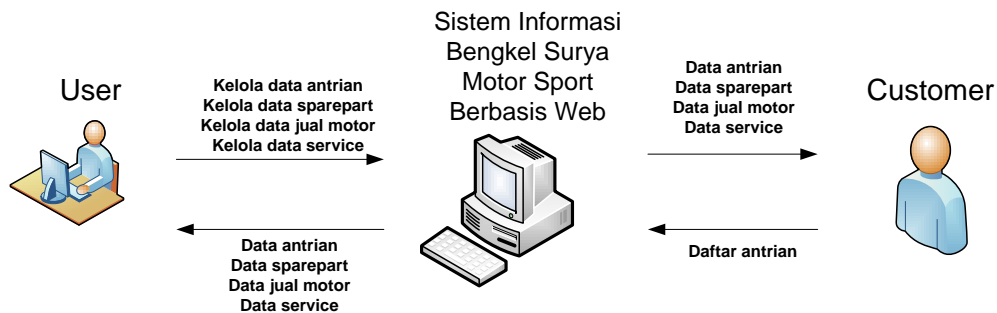 Sistem Informasi
Bengkel Surya
Motor Sport
Berbasis Web
User
Kelola data antrian
Kelola data sparepart
Kelola data jual motor
Kelola data service
Data antrian
Data sparepart
Data jual motor
Data service
Customer
Data antrian
Data sparepart
Data jual motor
Data service
Daftar antrian